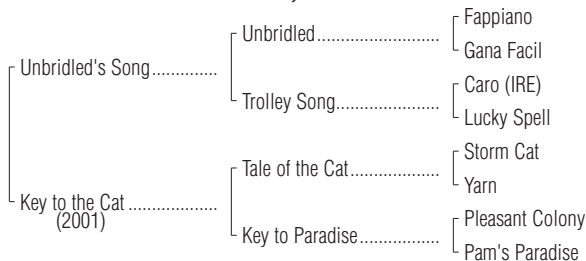 Unbridled's Song..............
Unbridled.....................
Fappiano
Gana Facil
Trolley Song..................
Caro (IRE)
Lucky Spell
Key to the Cat ..................
(2001)
Tale of the Cat..................
Storm Cat
Yarn
Key to Paradise................
Pleasant Colony
Pam's Paradise